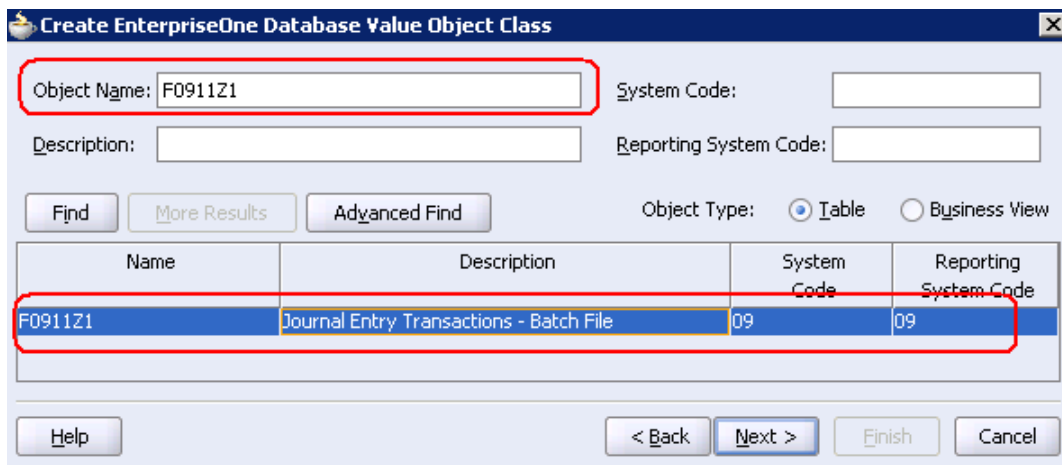 Create EnterpriseOne Database Value Object Class
Object Name: F0911Z1 System Code:
Description: Reporting System Code:
Find More Results Advanced Find Object Type: Table Business View
Name Description System Code Reporting System Code
F0911Z1 Journal Entry Transactions - Batch File 09 09
Help < Back Next > Finish Cancel